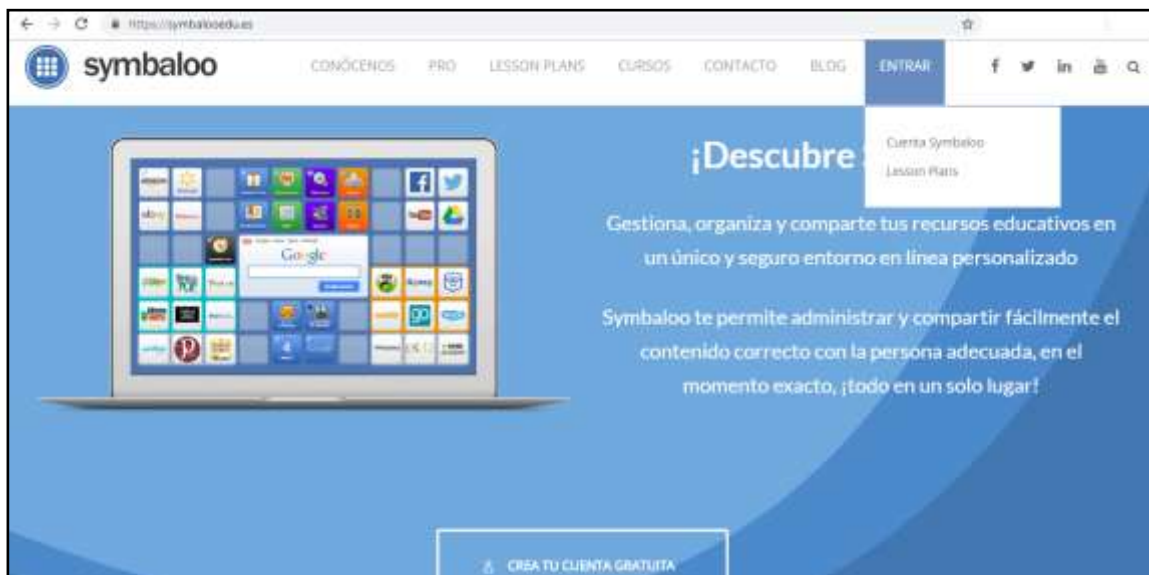 https://symbalooedu.es
symbaloo
CONÓCENOS PRO LESSON PLANS CURSOS CONTACTO BLOG ENTRAR
Cuenta Symbaloo
Lesson Plans
¡Descubre
Gestiona, organiza y comparte tus recursos educativos en
un único y seguro entorno en línea personalizado
Symbaloo te permite administrar y compartir fácilmente el
contenido correcto con la persona adecuada, en el
momento exacto, ¡todo en un solo lugar!
amazon
ebay
Google
CREA TU CUENTA GRATUITA